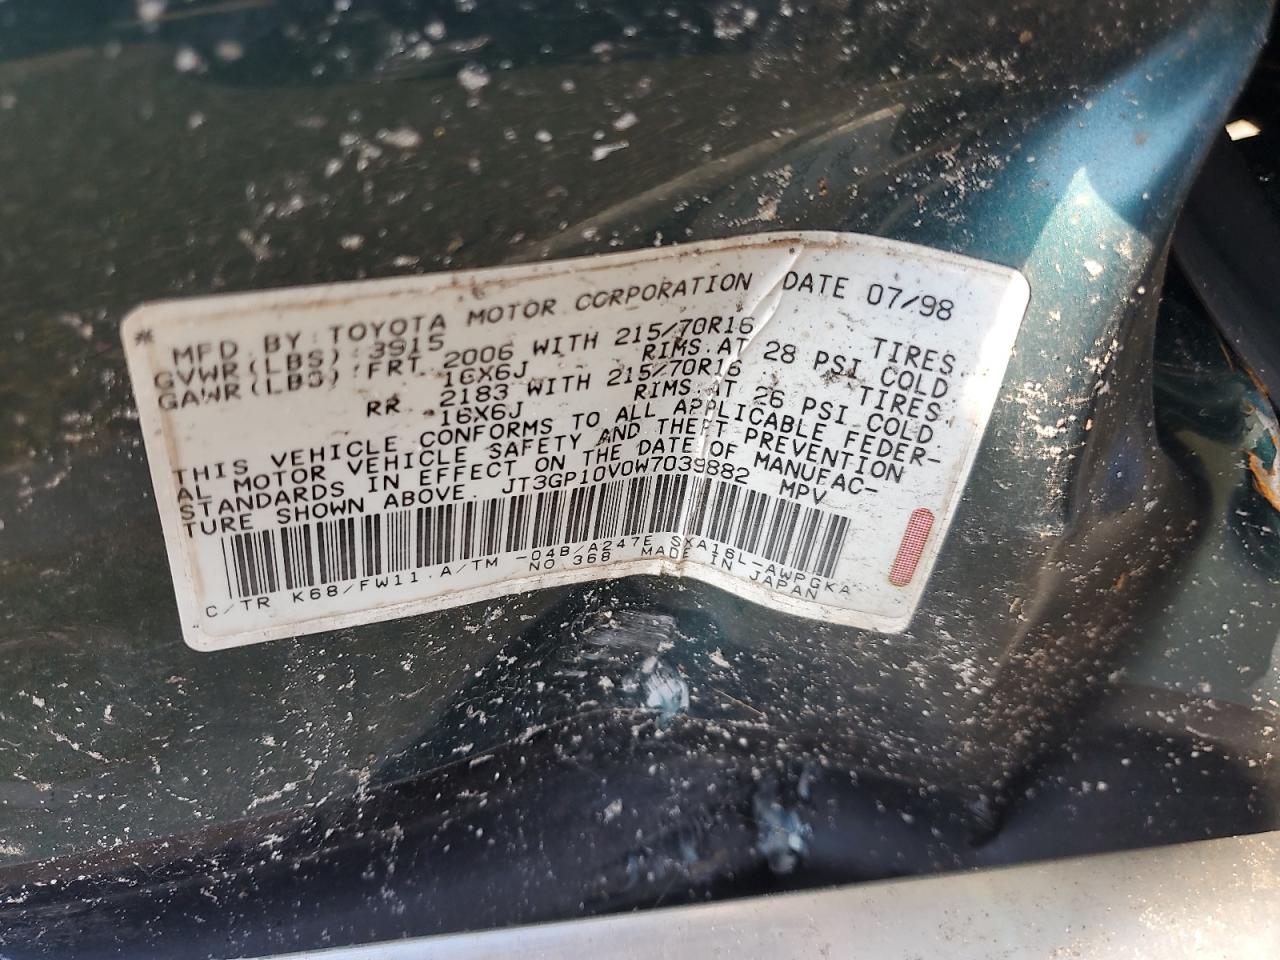 MFD. BY: TOYOTA MOTOR CORPORATION DATE 07/98
GVWR(LBS): 3915
GAWR(LBS): FRT. 2006 WITH 215/70R16 TIRES.
16X6J RIMS.AT 28 PSI COLD
RR. 2183 WITH 215/70R16 TIRES.
16X6J RIMS.AT 26 PSI COLD.
THIS VEHICLE CONFORMS TO ALL APPLICABLE FEDER-
AL MOTOR VEHICLE SAFETY AND THEFT PREVENTION
STANDARDS IN EFFECT ON THE DATE OF MANUFAC-
TURE SHOWN ABOVE. JT3GP10V0W7039882 MPV
C/TR K68/FW11.A/TM -04B/A247E SXA16L-AWPGKA
NO.368 MADE IN JAPAN